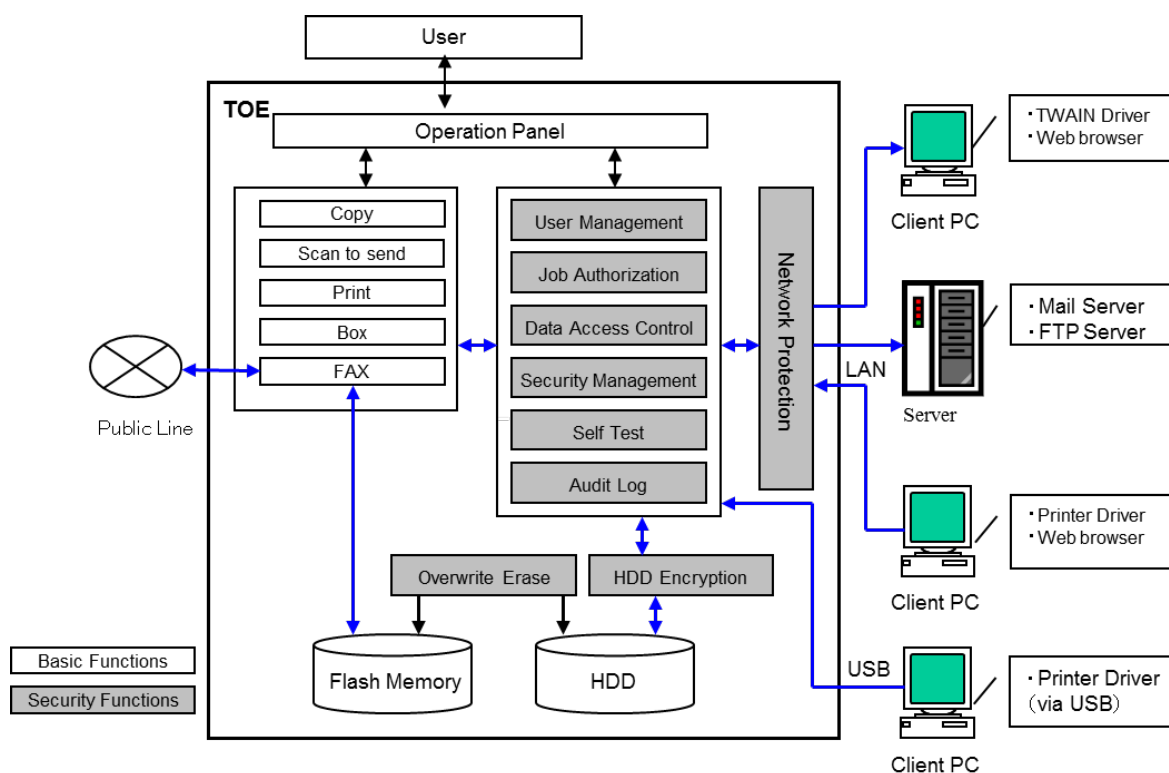 User
TOE
Operation Panel
Copy
Scan to send
Print
Box
FAX
User Management
Job Authorization
Data Access Control
Security Management
Self Test
Audit Log
Network Protection
Public Line
Overwrite Erase
HDD Encryption
Flash Memory
HDD
Basic Functions
Security Functions
LAN
USB
・TWAIN Driver
・Web browser
Client PC
・Mail Server
・FTP Server
Server
・Printer Driver
・Web browser
Client PC
・Printer Driver
（via USB）
Client PC